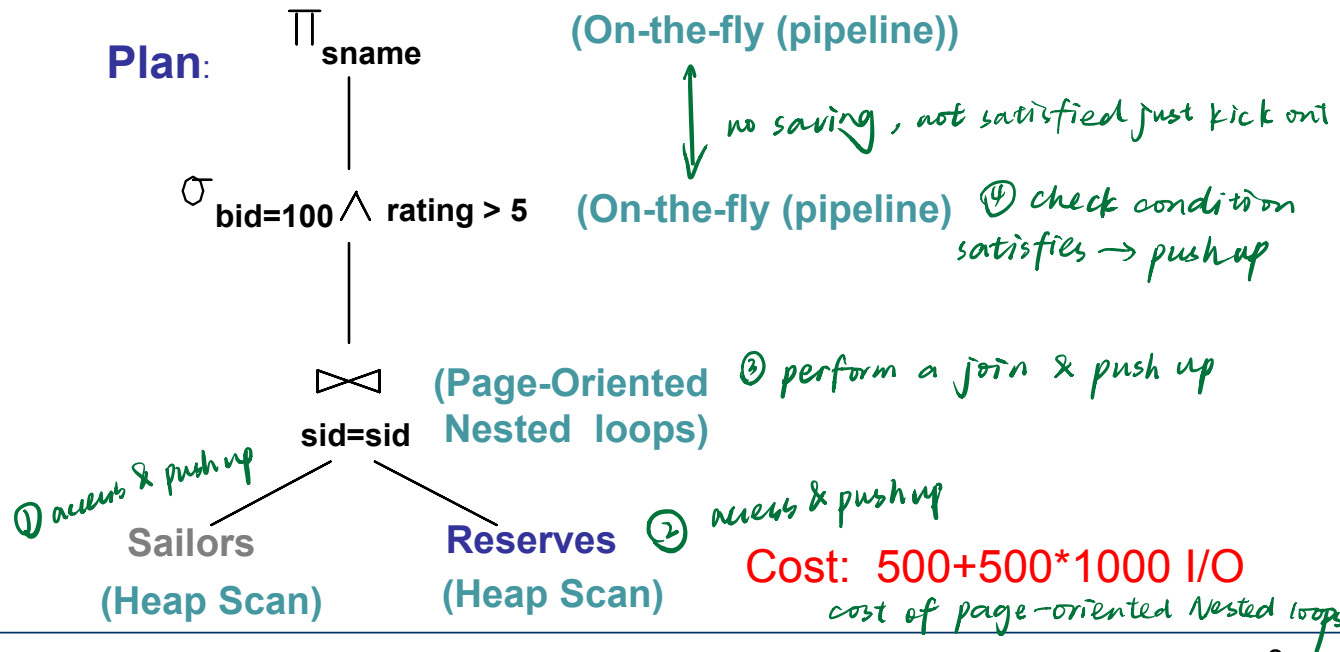 Π sname
(On-the-fly (pipeline))
Plan:
no saving, not satisfied just kick out
σ bid=100 ∧ rating > 5
(On-the-fly (pipeline)
④ check condition
satisfies → push up
⋈
(Page-Oriented
Nested loops)
③ perform a join & push up
sid=sid
① access & push up
② access & push up
Sailors
(Heap Scan)
Reserves
(Heap Scan)
Cost: 500+500*1000 I/O
cost of page-oriented Nested loops